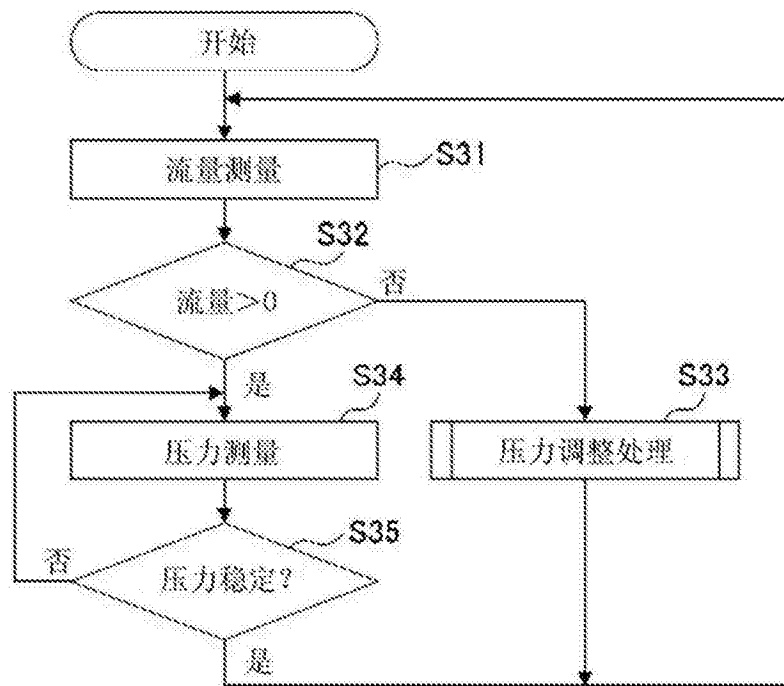 开始
流量测量
S31
S32
流量>0
否
是
S34
压力测量
S33
压力调整处理
S35
压力稳定?
否
是